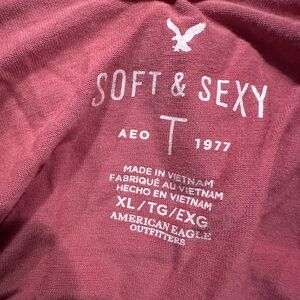 SOFT & SEXY
AEO T 1977
MADE IN VIETNAM
FABRIQUÉ AU VIETNAM
HECHO EN VIETNAM
XL/TG/EXG
AMERICAN EAGLE
OUTFITTERS